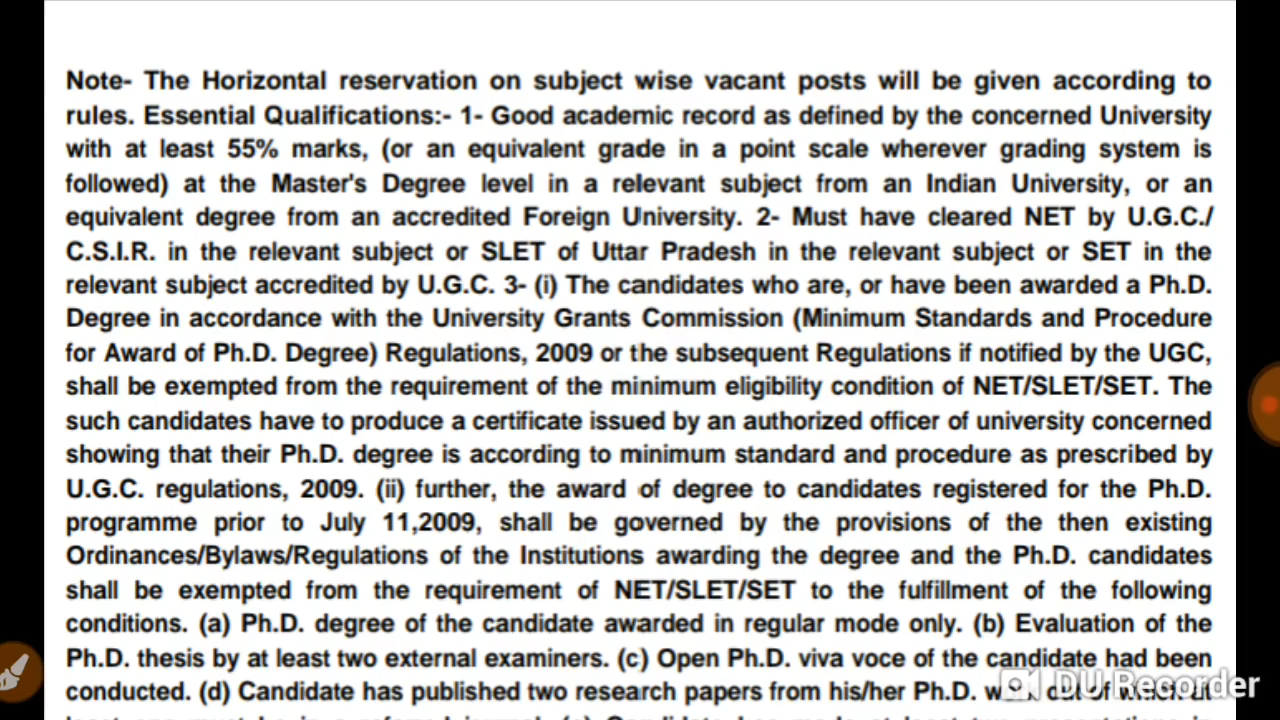 Note- The Horizontal reservation on subject wise vacant posts will be given according to
rules. Essential Qualifications:- 1- Good academic record as defined by the concerned University
with at least 55% marks, (or an equivalent grade in a point scale wherever grading system is
followed) at the Master's Degree level in a relevant subject from an Indian University, or an
equivalent degree from an accredited Foreign University. 2- Must have cleared NET by U.G.C./
C.S.I.R. in the relevant subject or SLET of Uttar Pradesh in the relevant subject or SET in the
relevant subject accredited by U.G.C. 3- (i) The candidates who are, or have been awarded a Ph.D.
Degree in accordance with the University Grants Commission (Minimum Standards and Procedure
for Award of Ph.D. Degree) Regulations, 2009 or the subsequent Regulations if notified by the UGC,
shall be exempted from the requirement of the minimum eligibility condition of NET/SLET/SET. The
such candidates have to produce a certificate issued by an authorized officer of university concerned
showing that their Ph.D. degree is according to minimum standard and procedure as prescribed by
U.G.C. regulations, 2009. (ii) further, the award of degree to candidates registered for the Ph.D.
programme prior to July 11,2009, shall be governed by the provisions of the then existing
Ordinances/Bylaws/Regulations of the Institutions awarding the degree and the Ph.D. candidates
shall be exempted from the requirement of NET/SLET/SET to the fulfillment of the following
conditions. (a) Ph.D. degree of the candidate awarded in regular mode only. (b) Evaluation of the
Ph.D. thesis by at least two external examiners. (c) Open Ph.D. viva voce of the candidate had been
conducted. (d) Candidate has published two research papers from his/her Ph.D.
DU Recorder